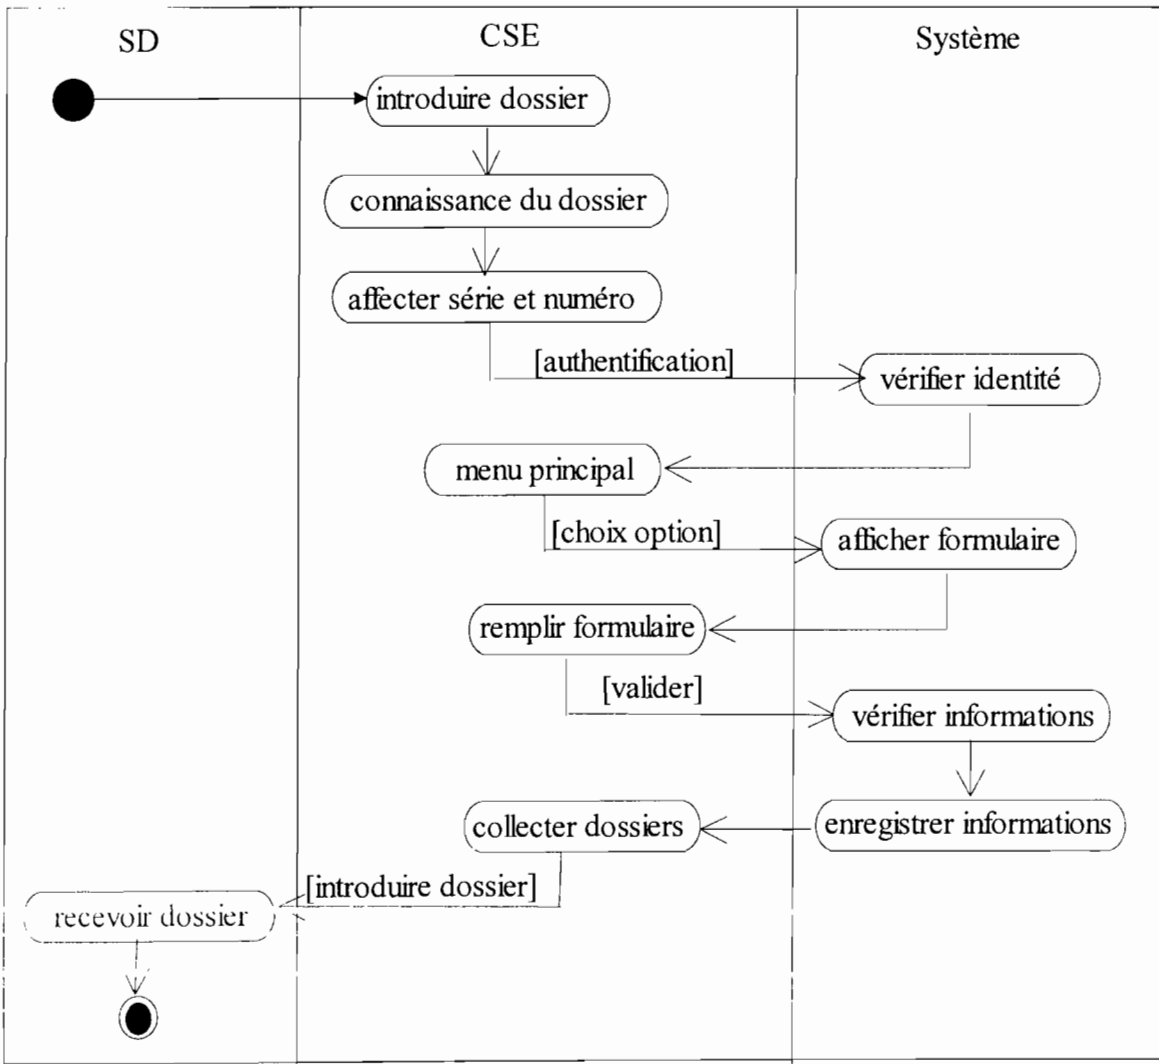 SD
CSE
Système
introduire dossier
connaissance du dossier
affecter série et numéro
[authentification]
vérifier identité
menu principal
[choix option]
afficher formulaire
remplir formulaire
[valider]
vérifier informations
collecter dossiers
enregistrer informations
[introduire dossier]
recevoir dossier